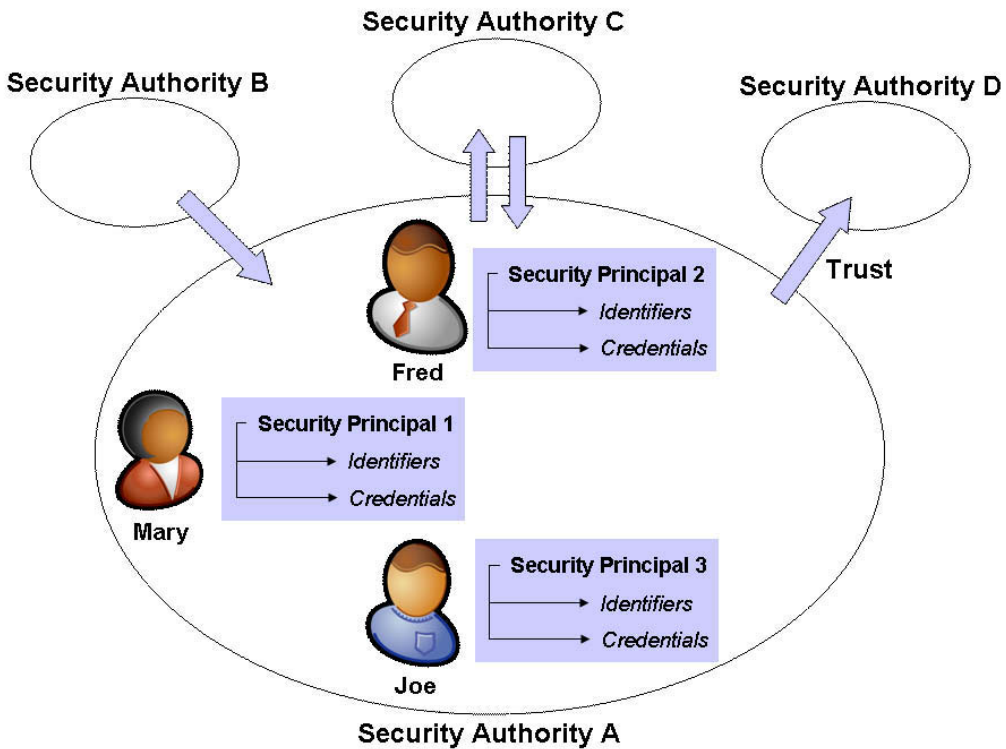 Security Authority C
Security Authority B
Security Authority D
Trust
Security Principal 2
Identifiers
Credentials
Fred
Security Principal 1
Identifiers
Credentials
Mary
Security Principal 3
Identifiers
Credentials
Joe
Security Authority A